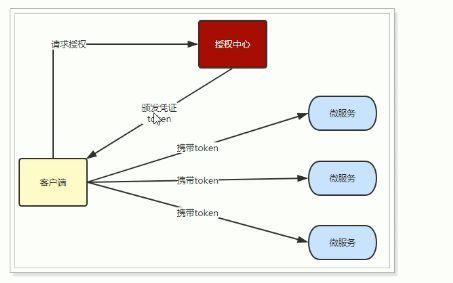 请求授权
授权中心
颁发凭证
token
微服务
携带token
客户端
携带token
微服务
携带token
微服务